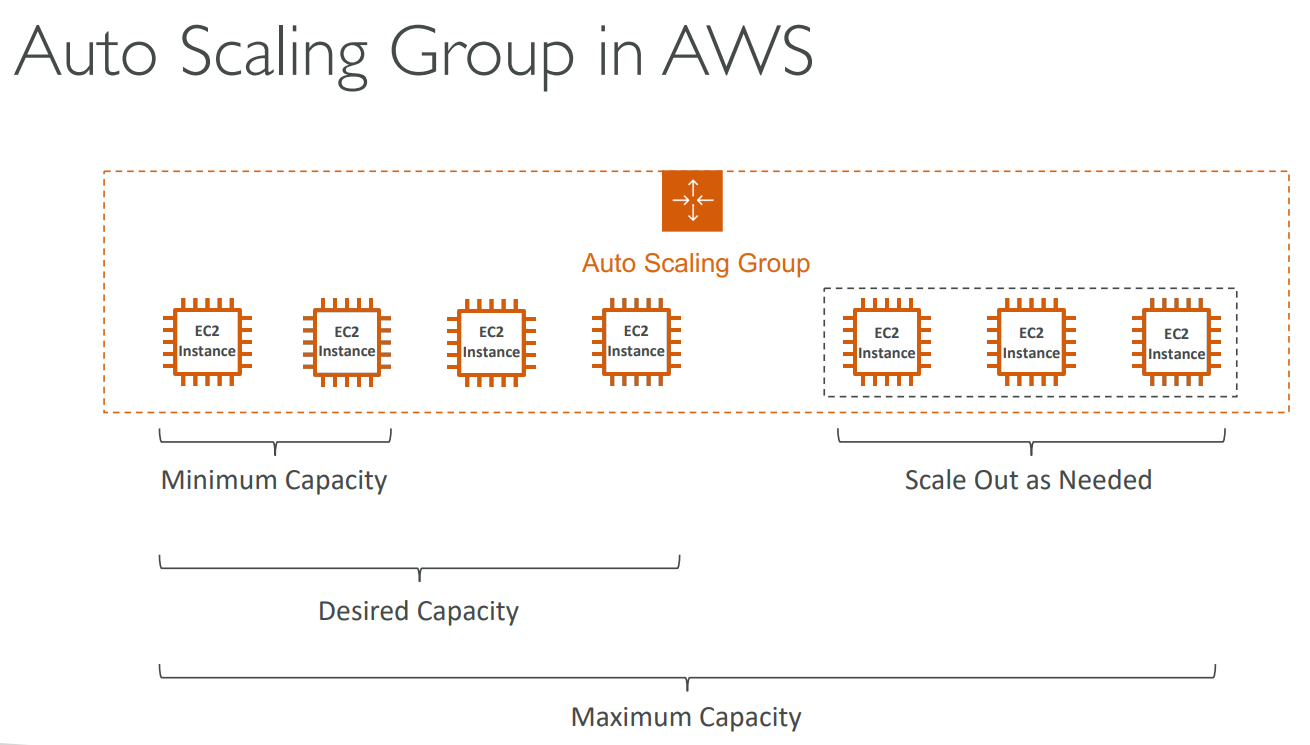 Auto Scaling Group in AWS
Auto Scaling Group
EC2
Instance
EC2
Instance
EC2
Instance
EC2
Instance
EC2
Instance
EC2
Instance
EC2
Instance
Minimum Capacity
Scale Out as Needed
Desired Capacity
Maximum Capacity